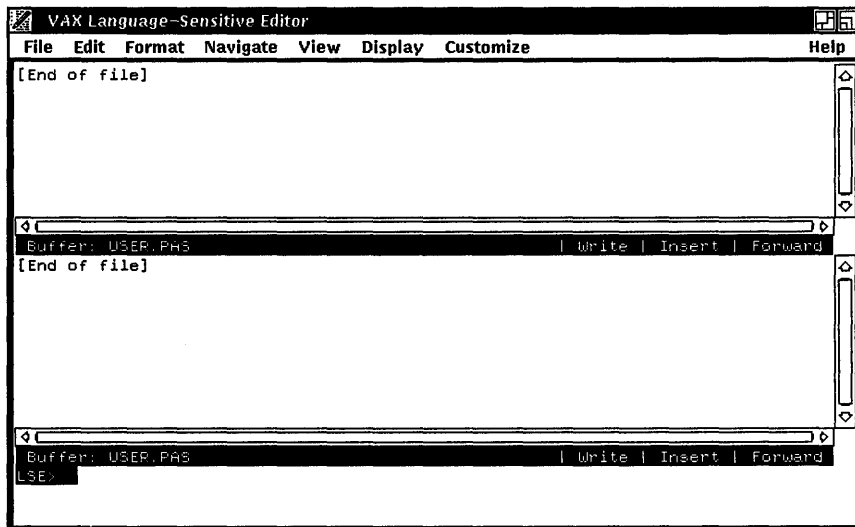 VAX Language-Sensitive Editor
File Edit Format Navigate View Display Customize Help
[End of file]
Buffer: USER.PAS | Write | Insert | Forward
[End of file]
Buffer: USER.PAS | Write | Insert | Forward
LSE>